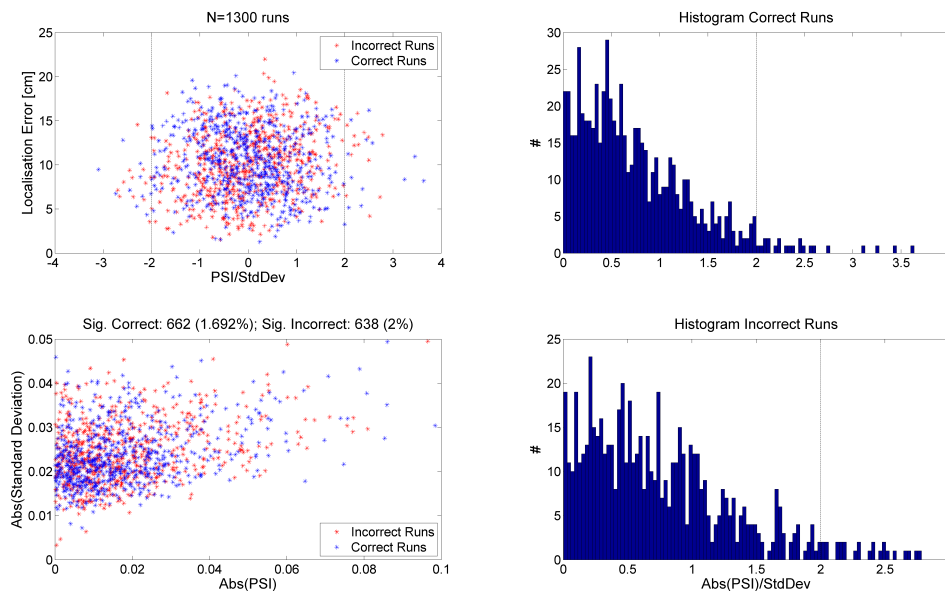 N=1300 runs
25
20
15
10
5
0
Localisation Error [cm]
Incorrect Runs
Correct Runs
-4 -3 -2 -1 0 1 2 3 4
PSI/StdDev
Histogram Correct Runs
30
25
20
15
10
5
0
#
0 0.5 1 1.5 2 2.5 3 3.5
Sig. Correct: 662 (1.692%); Sig. Incorrect: 638 (2%)
0.05
0.04
0.03
0.02
0.01
0
Abs(Standard Deviation)
Incorrect Runs
Correct Runs
0 0.02 0.04 0.06 0.08 0.1
Abs(PSI)
Histogram Incorrect Runs
25
20
15
10
5
0
#
0 0.5 1 1.5 2 2.5
Abs(PSI)/StdDev